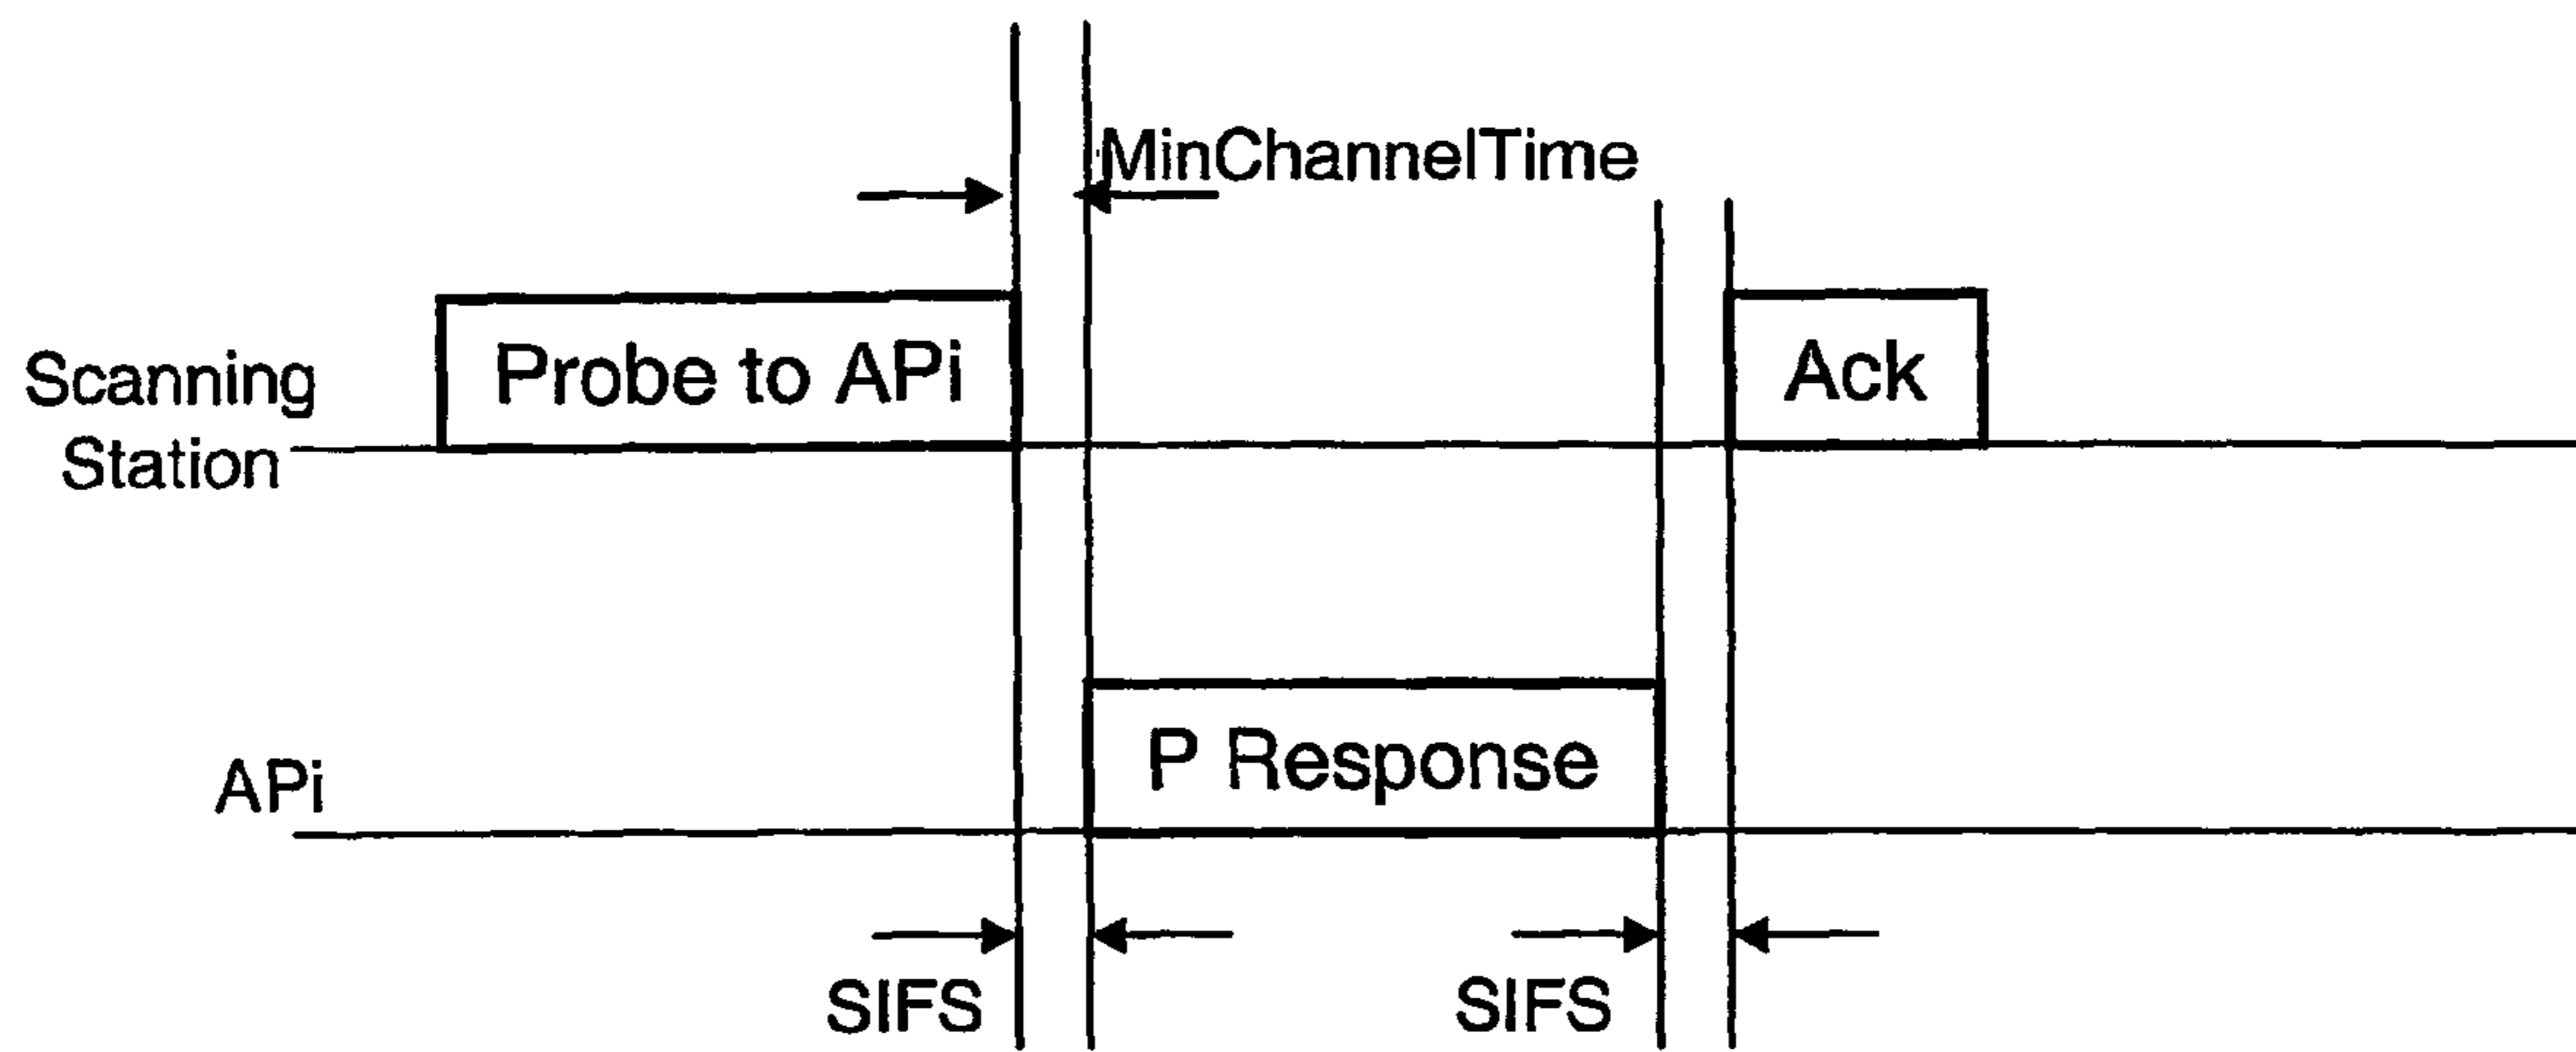 MinChannelTime
Scanning
Station
Probe to APi
Ack
APi
P Response
SIFS
SIFS